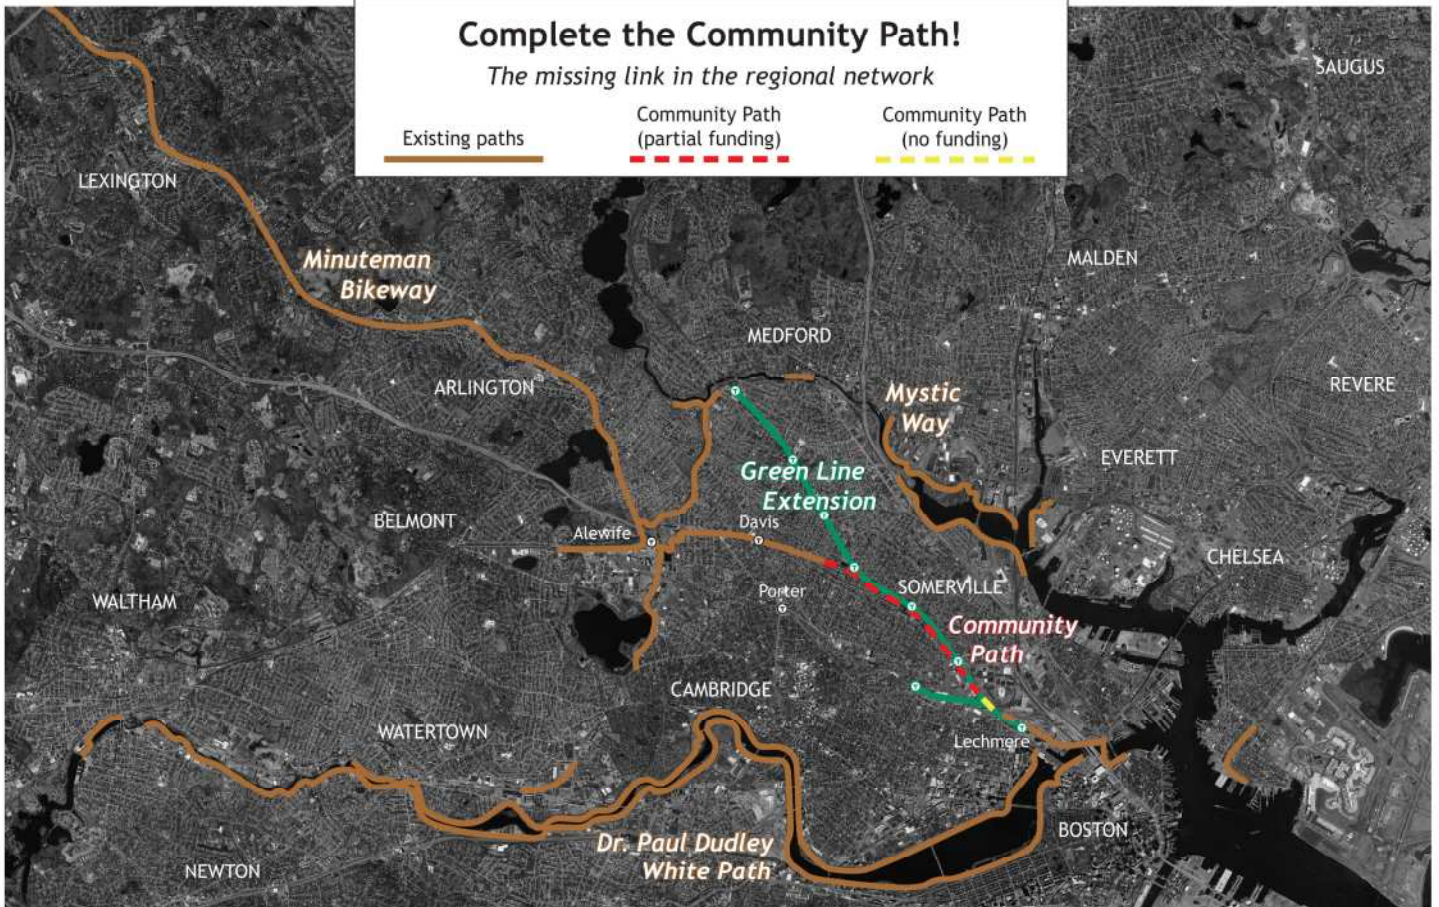 Complete the Community Path!
The missing link in the regional network
Existing paths
Community Path
(partial funding)
Community Path
(no funding)
SAUGUS
LEXINGTON
Minuteman
Bikeway
MALDEN
MEDFORD
ARLINGTON
REVERE
Mystic
Way
EVERETT
Green Line
Extension
BELMONT
Alewife
Davis
CHELSEA
WALTHAM
Porter
SOMERVILLE
Community
Path
CAMBRIDGE
WATERTOWN
Lechmere
BOSTON
Dr. Paul Dudley
White Path
NEWTON